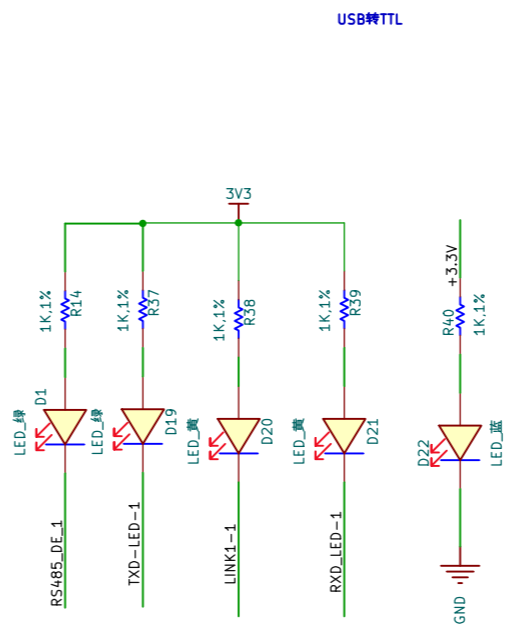 USB转TTL
3V3
+3.3V
1K,1%
R14
1K,1%
R37
1K,1%
R38
1K,1%
R39
R40
1K,1%
LED_绿
D1
LED_绿
D19
LED_黄
D20
LED_黄
D21
D22
LED_蓝
RS485_DE_1
TXD-LED-1
LINK1-1
RXD_LED-1
GND